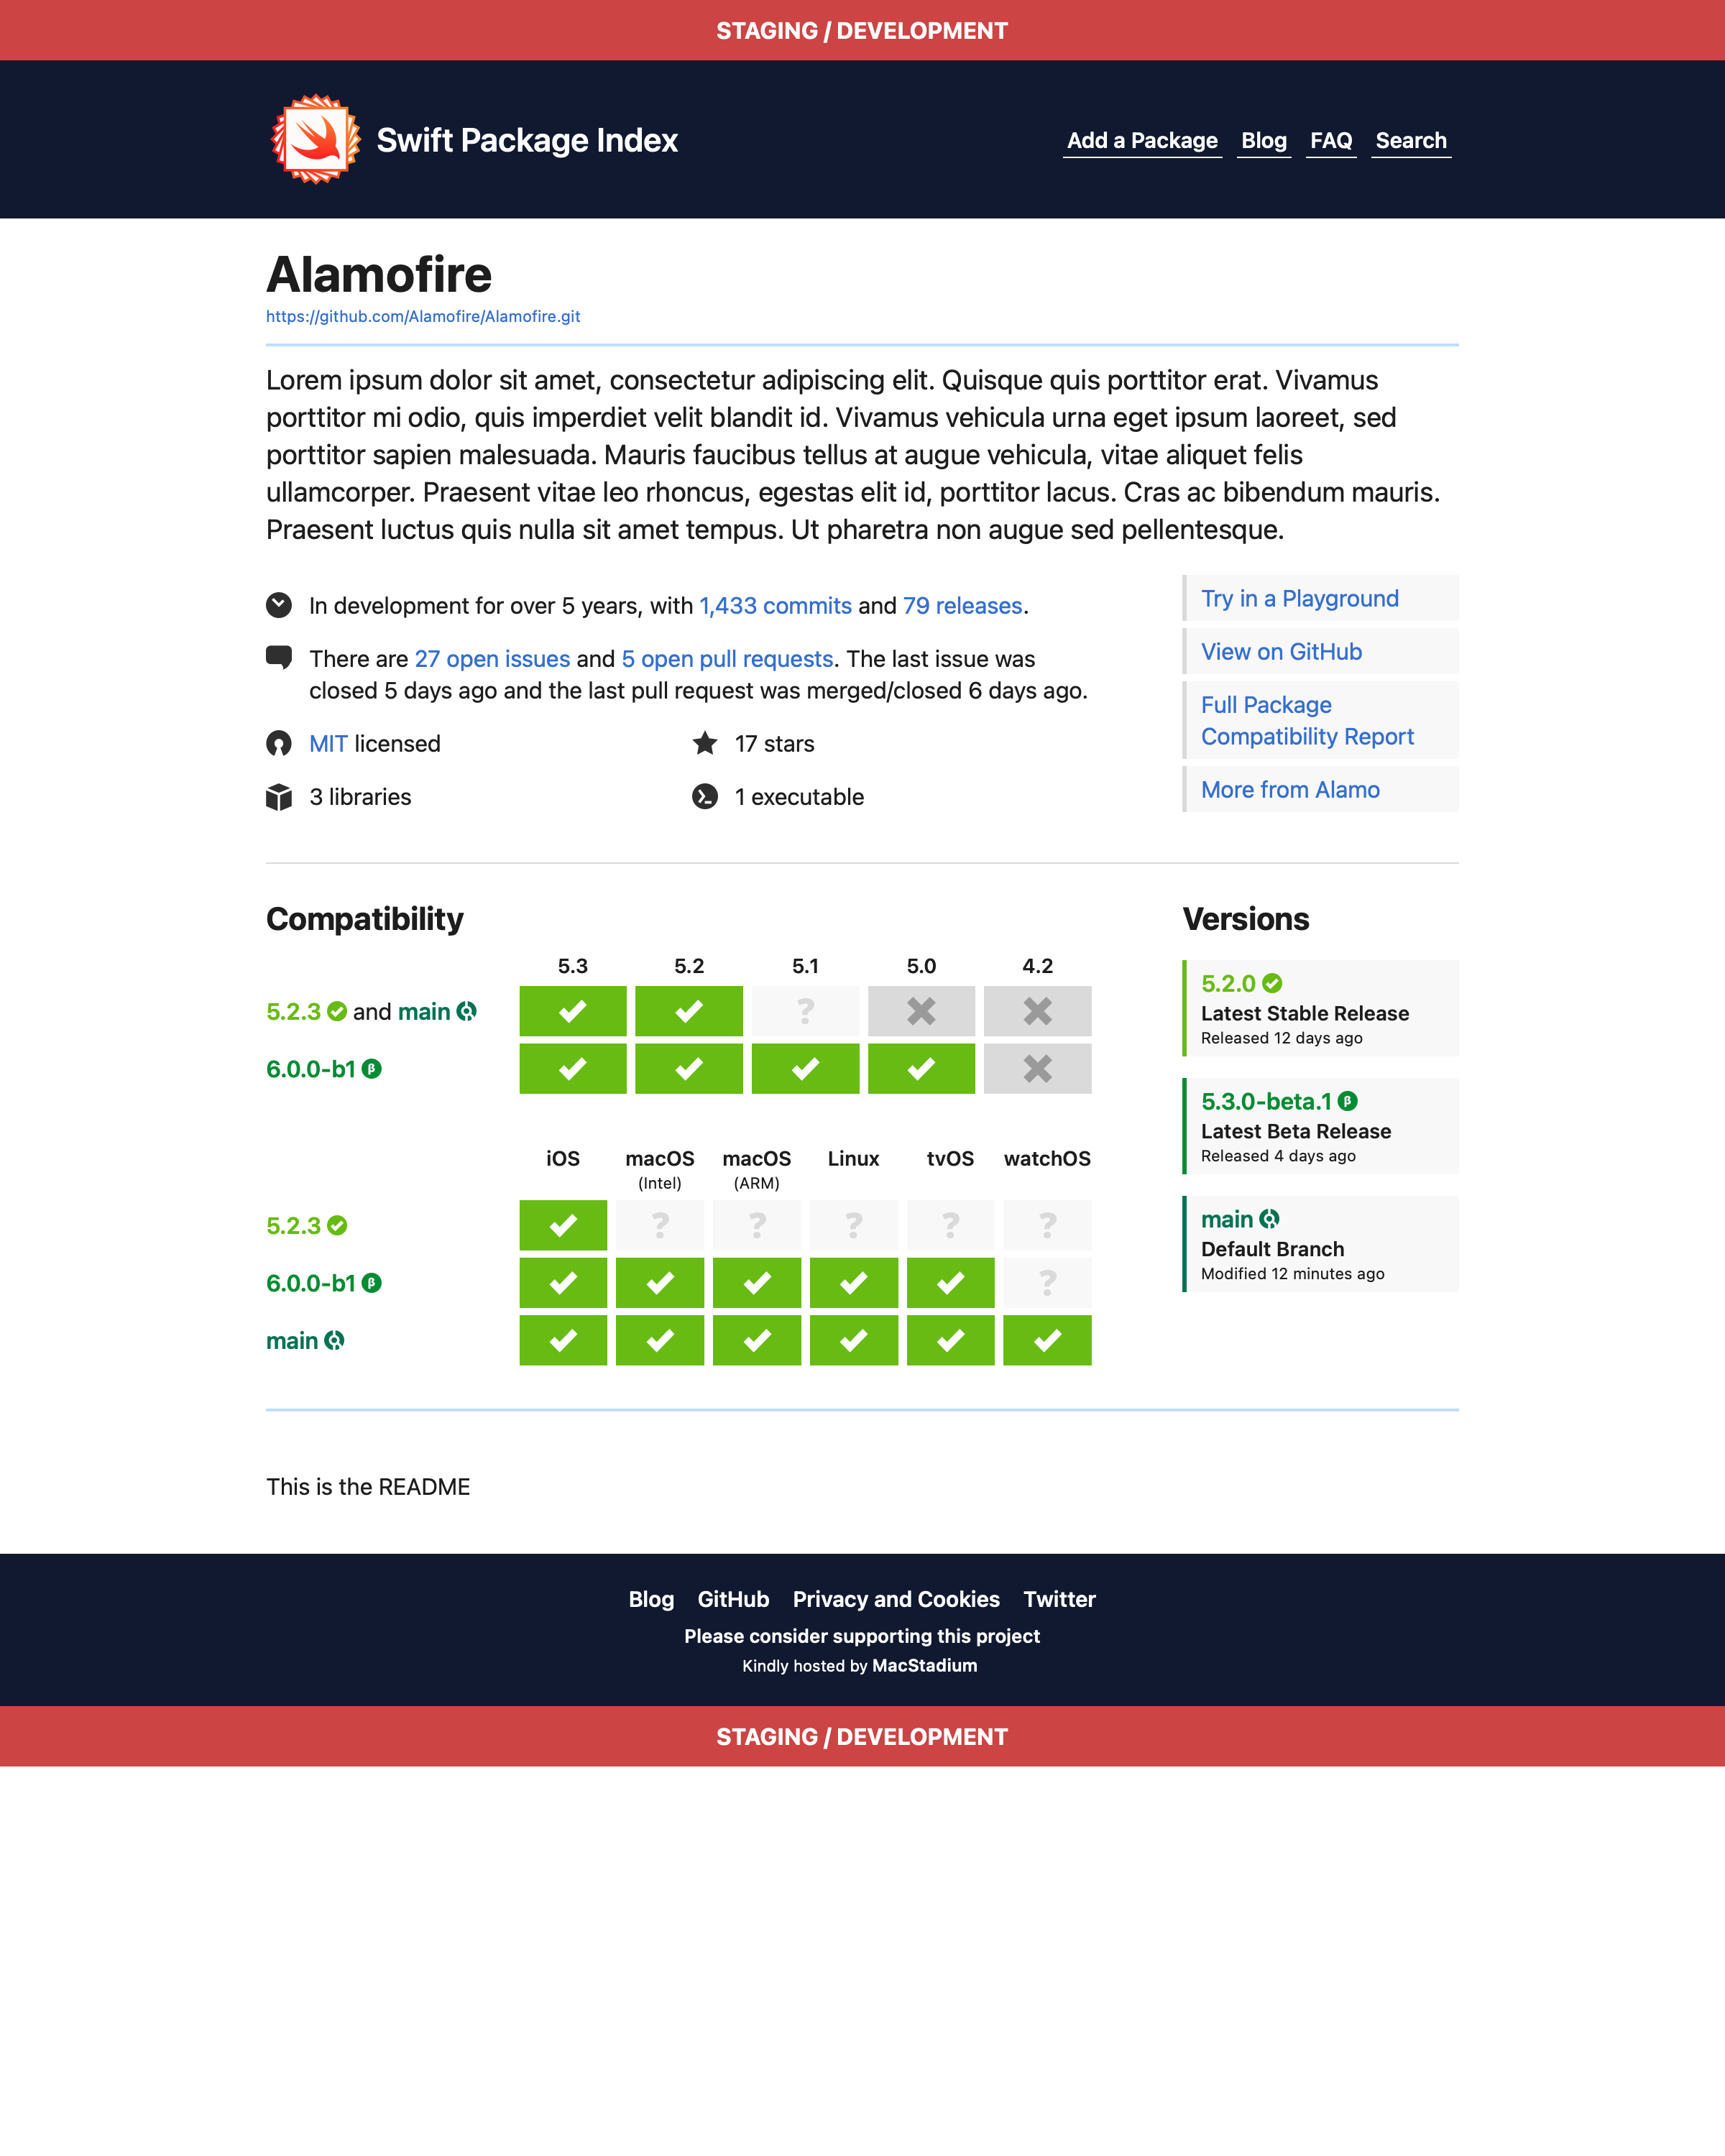 STAGING / DEVELOPMENT
Swift Package Index
Add a Package Blog FAQ Search
Alamofire
https://github.com/Alamofire/Alamofire.git
Lorem ipsum dolor sit amet, consectetur adipiscing elit. Quisque quis porttitor erat. Vivamus
porttitor mi odio, quis imperdiet velit blandit id. Vivamus vehicula urna eget ipsum laoreet, sed
porttitor sapien malesuada. Mauris faucibus tellus at augue vehicula, vitae aliquet felis
ullamcorper. Praesent vitae leo rhoncus, egestas elit id, porttitor lacus. Cras ac bibendum mauris.
Praesent luctus quis nulla sit amet tempus. Ut pharetra non augue sed pellentesque.
In development for over 5 years, with 1,433 commits and 79 releases.
There are 27 open issues and 5 open pull requests. The last issue was
closed 5 days ago and the last pull request was merged/closed 6 days ago.
MIT licensed
17 stars
3 libraries
1 executable
Try in a Playground
View on GitHub
Full Package
Compatibility Report
More from Alamo
Compatibility
5.3 5.2 5.1 5.0 4.2
5.2.3 and main ?
6.0.0-b1 β
iOS macOS macOS Linux tvOS watchOS
(Intel) (ARM)
5.2.3 ? ? ? ? ?
6.0.0-b1 β ?
main
Versions
5.2.0
Latest Stable Release
Released 12 days ago
5.3.0-beta.1 β
Latest Beta Release
Released 4 days ago
main
Default Branch
Modified 12 minutes ago
This is the README
Blog GitHub Privacy and Cookies Twitter
Please consider supporting this project
Kindly hosted by MacStadium
STAGING / DEVELOPMENT